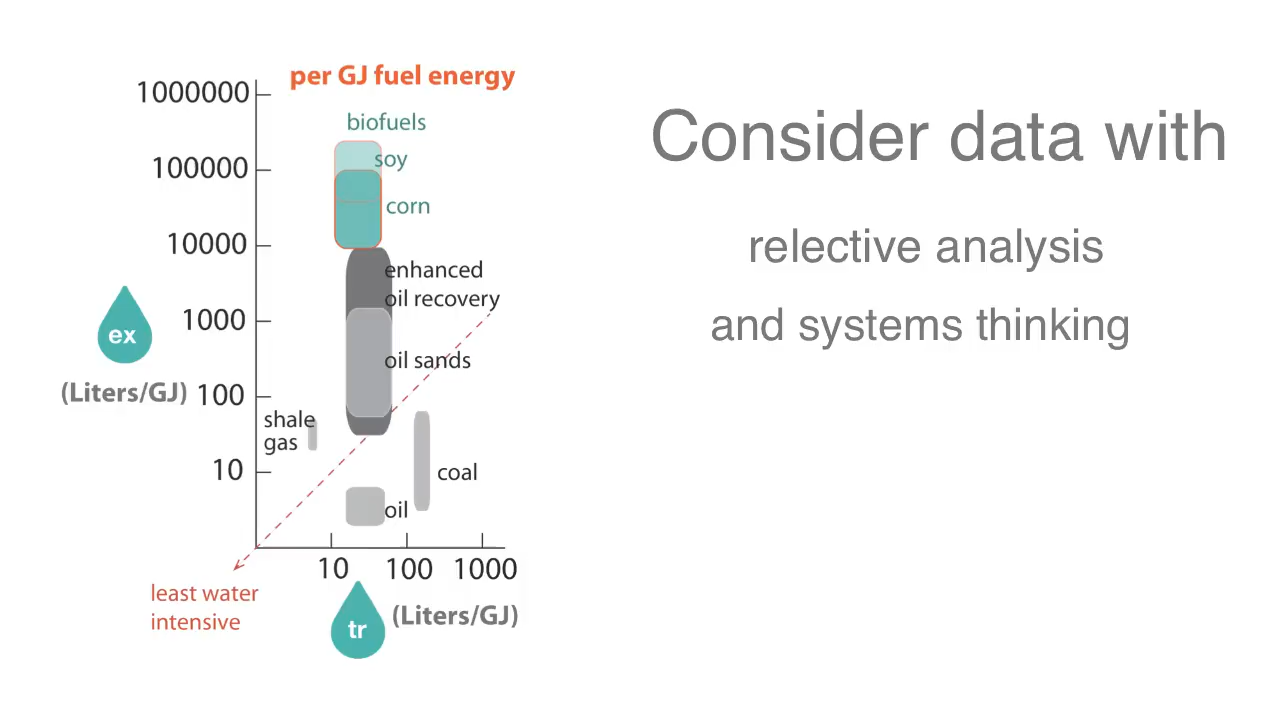 per GJ fuel energy
1000000
biofuels
100000
soy
corn
10000
enhanced
oil recovery
1000
ex
oil sands
(Liters/GJ)
100
shale
gas
10
coal
oil
10 100 1000
least water
intensive
(Liters/GJ)
tr
Consider data with
relective analysis
and systems thinking